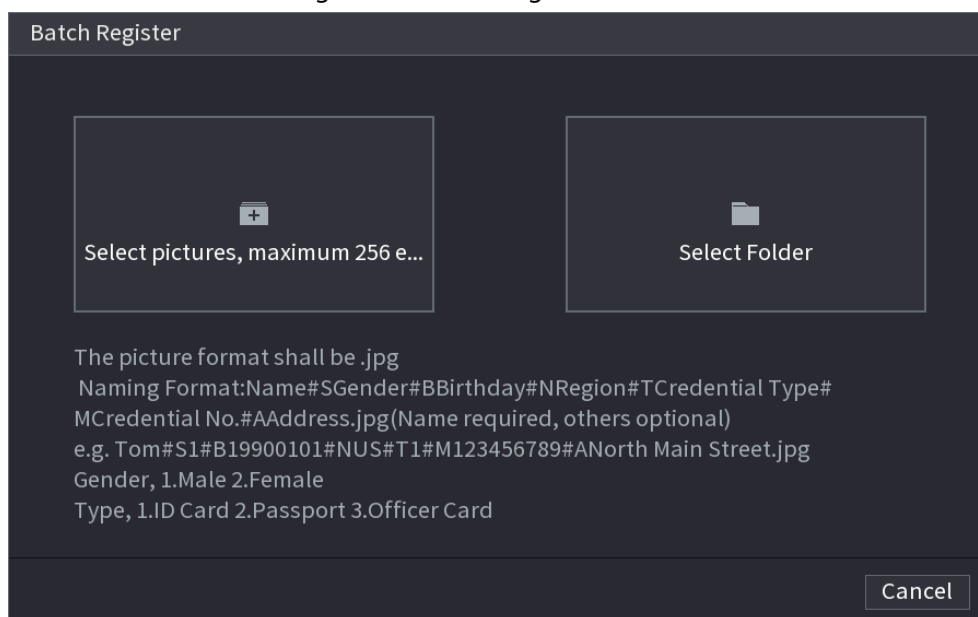 Batch Register
Select pictures, maximum 256 e...
Select Folder
The picture format shall be .jpg
Naming Format:Name#SGender#BBirthday#NRegion#TCredential Type#
MCredential No.#AAddress.jpg(Name required, others optional)
e.g. Tom#S1#B19900101#NUS#T1#M123456789#ANorth Main Street.jpg
Gender, 1.Male 2.Female
Type, 1.ID Card 2.Passport 3.Officer Card
Cancel